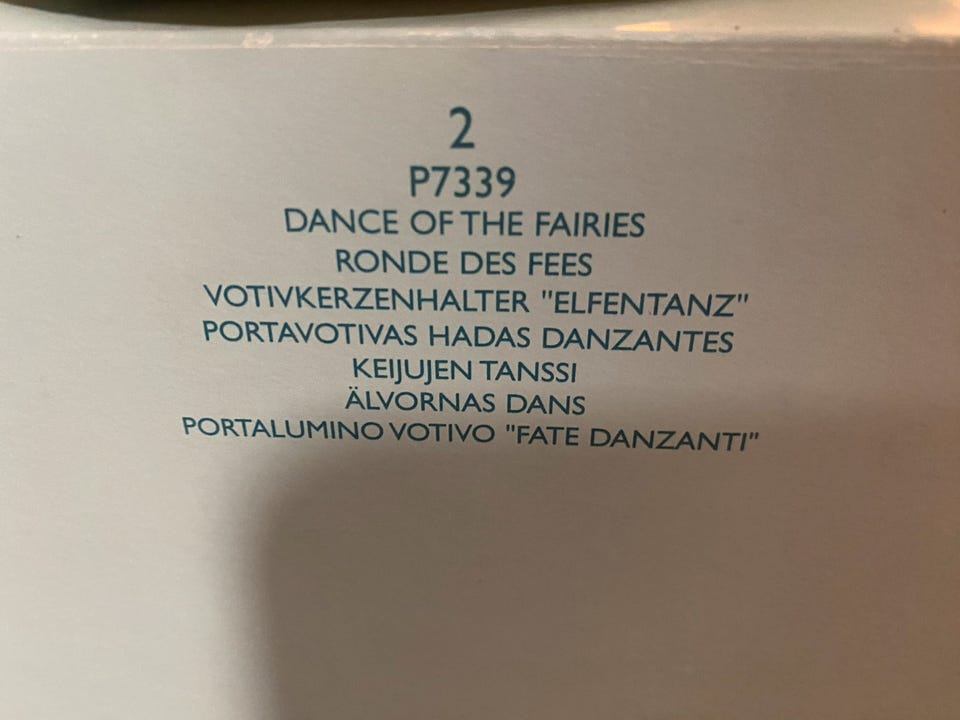 2
P7339
DANCE OF THE FAIRIES
RONDE DES FEES
VOTIVKERZENHALTER "ELFENTANZ"
PORTAVOTIVAS HADAS DANZANTES
KEIJUJEN TANSSI
ÄLVORNAS DANS
PORTALUMINO VOTIVO "FATE DANZANTI"